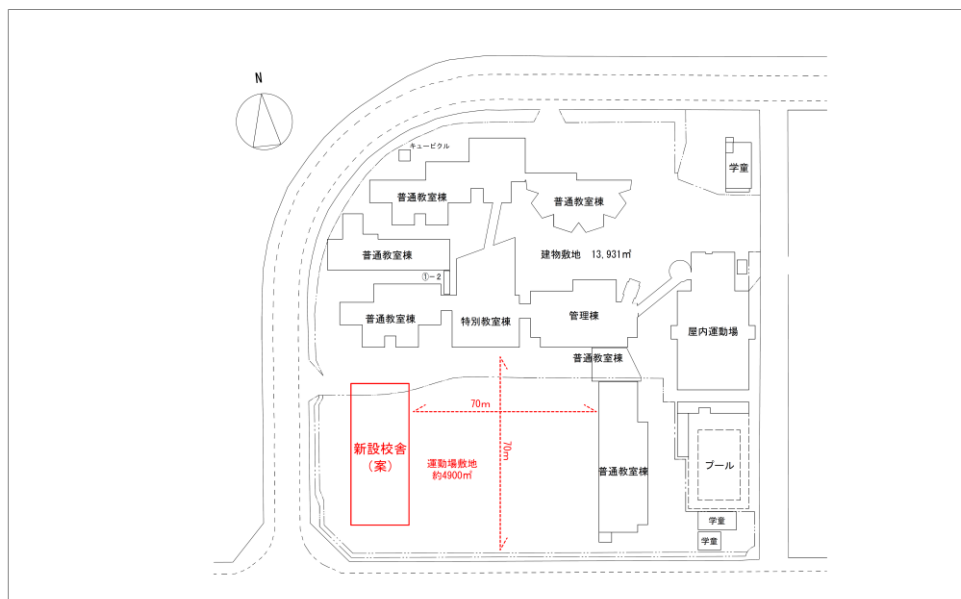 N
キュービクル
学童
普通教室棟
普通教室棟
普通教室棟
建物敷地 13,931㎡
①-2
普通教室棟
特別教室棟
管理棟
屋内運動場
普通教室棟
70m
70m
新設校舎
（案）
運動場敷地
約4900㎡
普通教室棟
プール
学童
学童